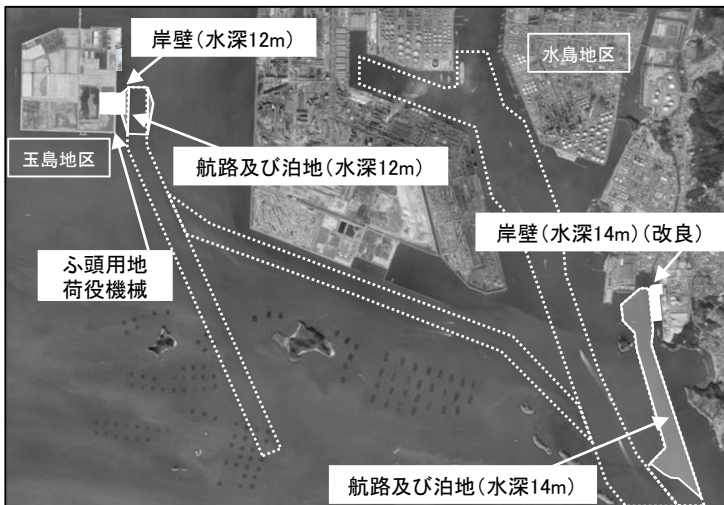 岸壁(水深12m)
水島地区
玉島地区
航路及び泊地(水深12m)
岸壁(水深14m)(改良)
ふ頭用地
荷役機械
航路及び泊地(水深14m)